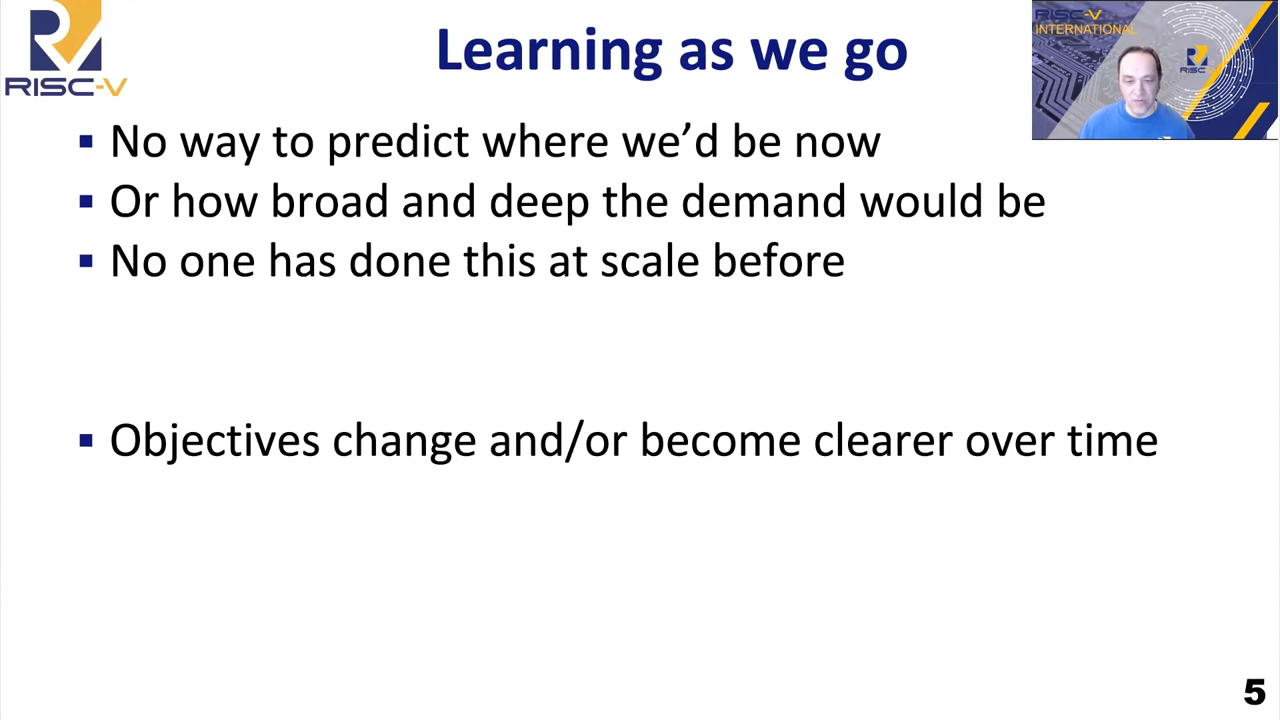 RISC-V
Learning as we go
RISC-V
INTERNATIONAL
RISC-V
▪ No way to predict where we’d be now
▪ Or how broad and deep the demand would be
▪ No one has done this at scale before
▪ Objectives change and/or become clearer over time
5